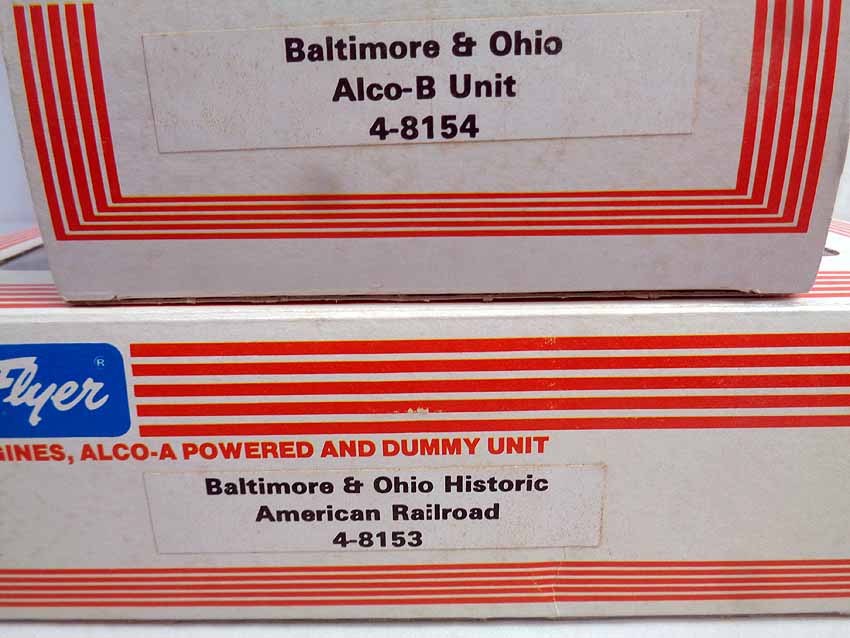 Baltimore & Ohio
Alco-B Unit
4-8154
Flyer ®
GINES, ALCO-A POWERED AND DUMMY UNIT
Baltimore & Ohio Historic
American Railroad
4-8153